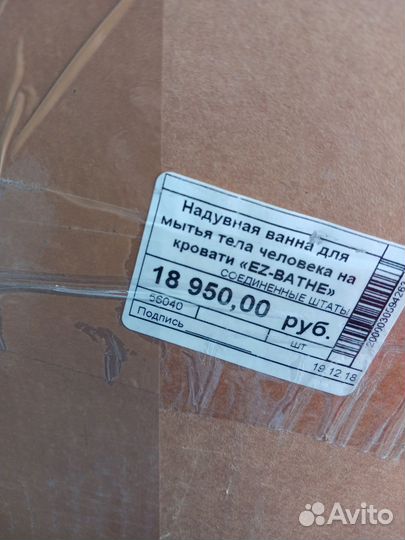 Надувная ванна для
мытья тела человека на
кровати «EZ-BATHE»
СОЕДИНЕННЫЕ ШТАТЫ
18 950,00 руб.
56040
шт
Подпись
19 12 18
Avito